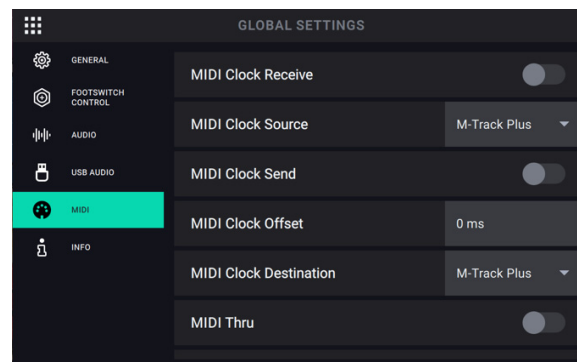 GLOBAL SETTINGS
GENERAL
FOOTSWITCH
CONTROL
AUDIO
USB AUDIO
MIDI
INFO
MIDI Clock Receive
MIDI Clock Source
M-Track Plus
MIDI Clock Send
MIDI Clock Offset
0 ms
MIDI Clock Destination
M-Track Plus
MIDI Thru